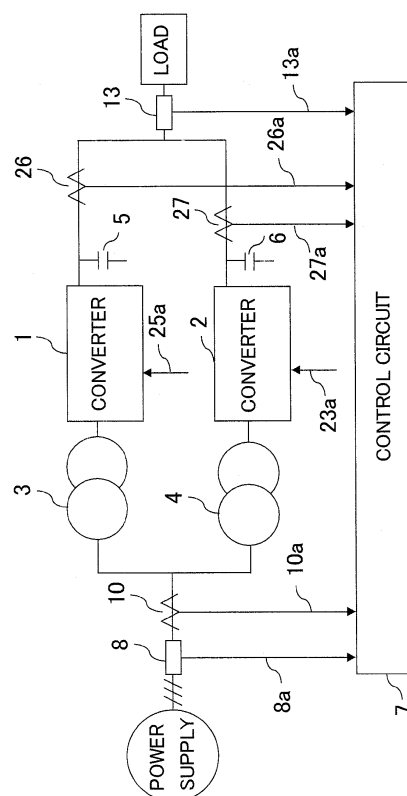 POWER
SUPPLY
8
8a
10
10a
3
4
1
CONVERTER
25a
2
CONVERTER
23a
5
6
26
26a
27
27a
13
13a
LOAD
7
CONTROL CIRCUIT